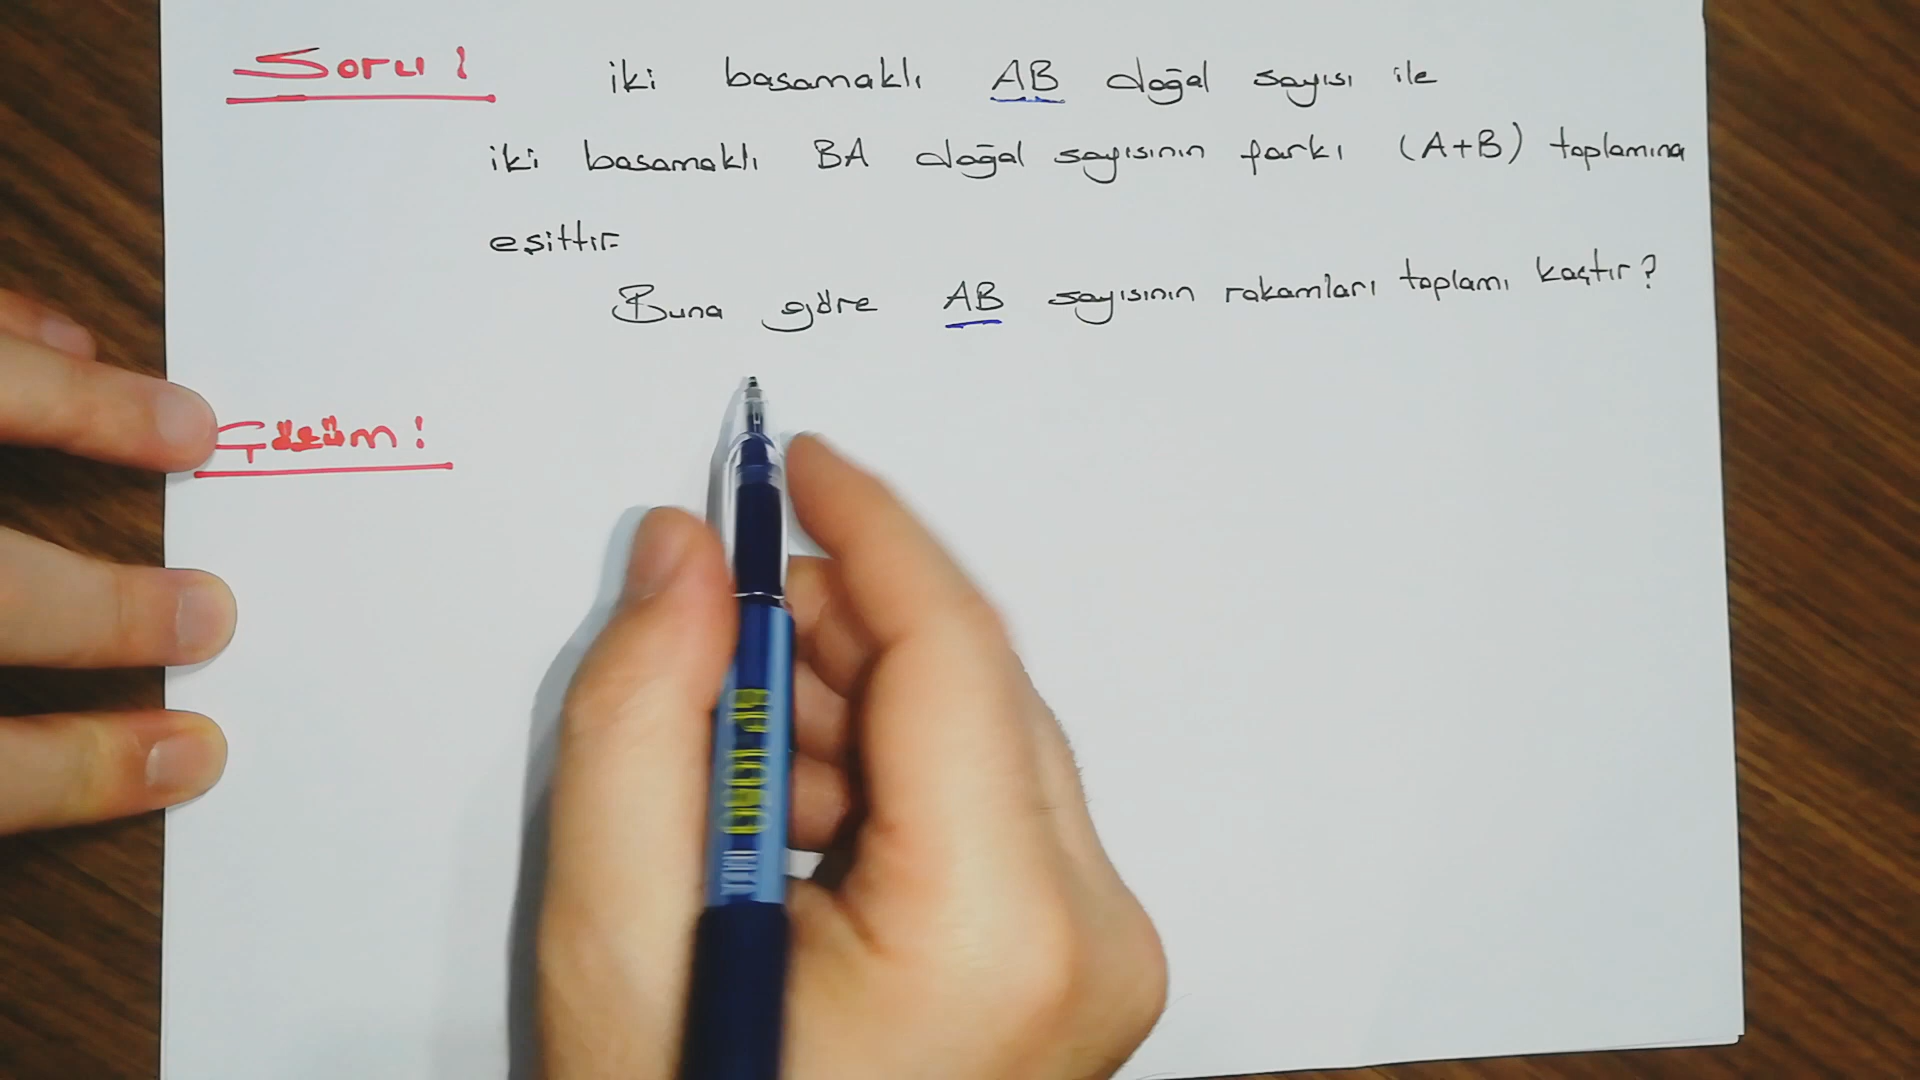 Soru!
iki basamaklı AB doğal sayısı ile
iki basamaklı BA doğal sayısının farkı (A+B) toplamına
eşittir.
Buna göre AB sayısının rakamları toplamı kaçtır?
Çözüm!